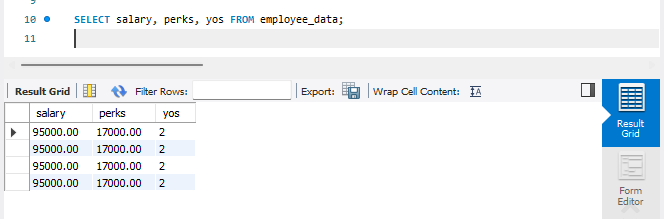 10 SELECT salary, perks, yos FROM employee_data;
11
Result Grid Filter Rows: Export: Wrap Cell Content:
salary perks yos
95000.00 17000.00 2
95000.00 17000.00 2
95000.00 17000.00 2
95000.00 17000.00 2
Result
Grid
Form
Editor